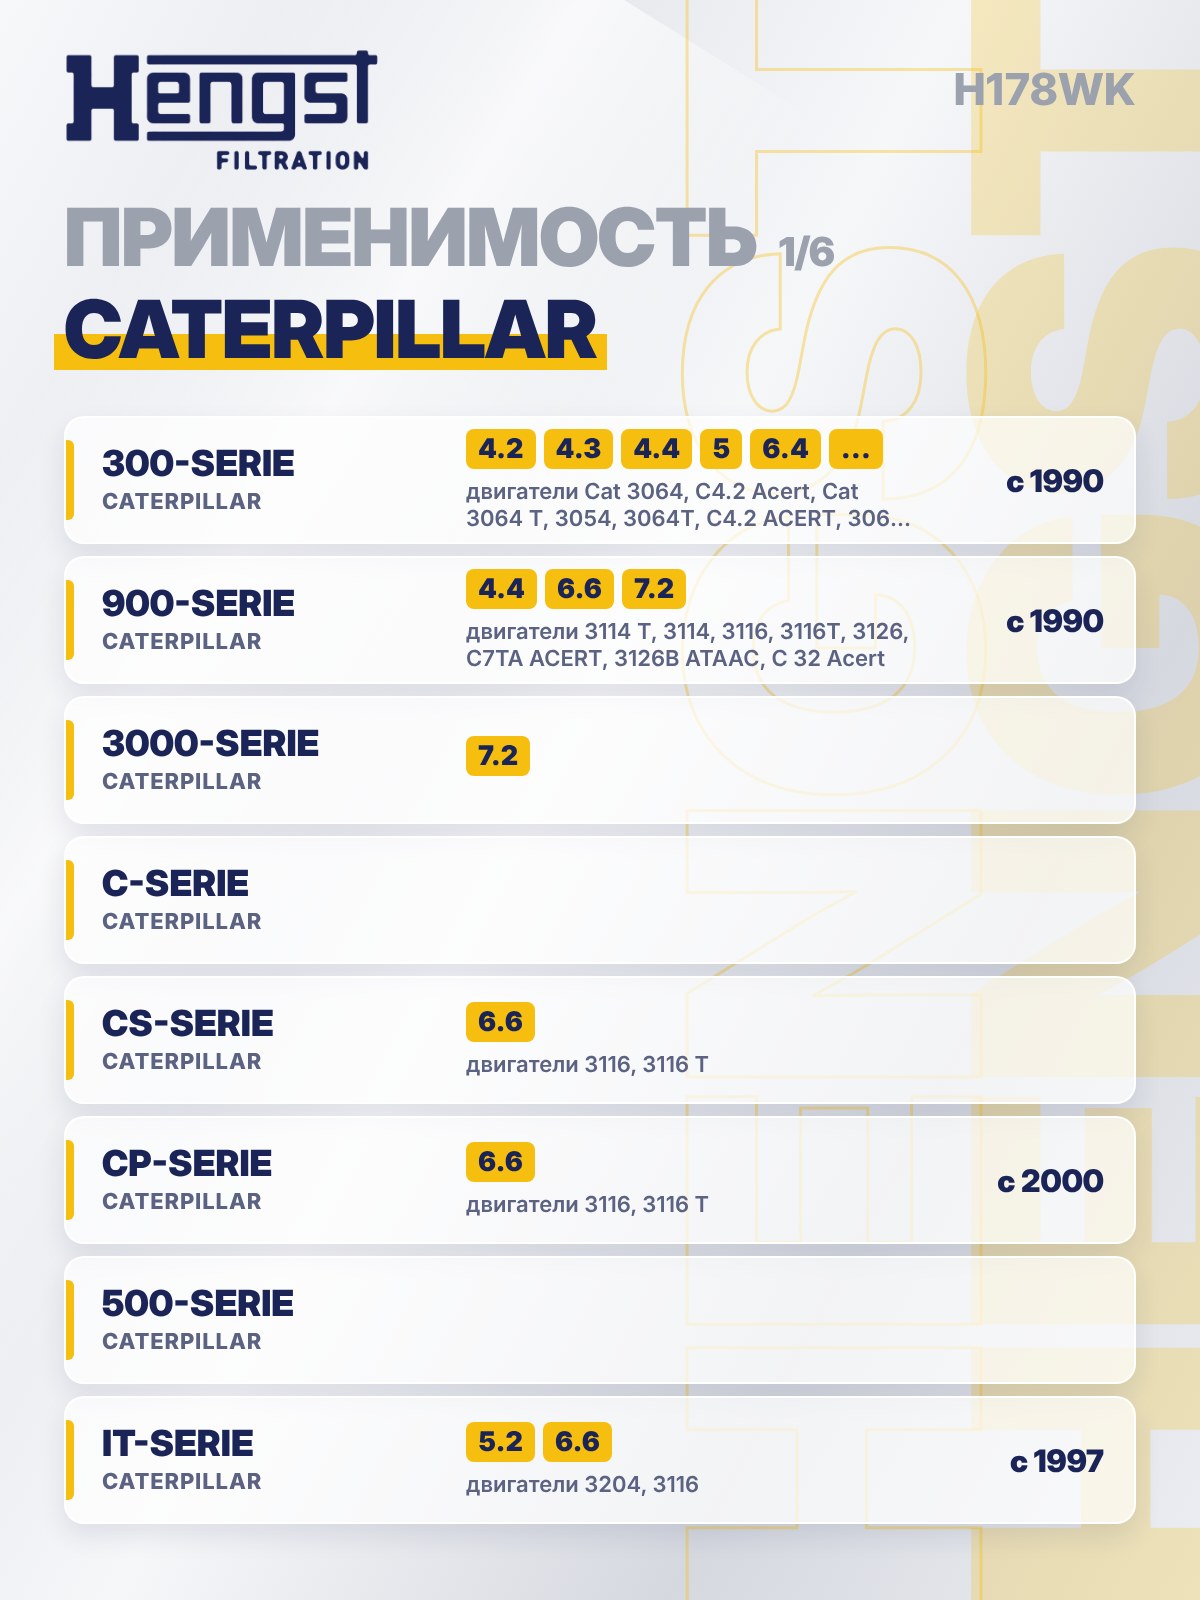 Hengst
FILTRATION
H178WK
ПРИМЕНИМОСТЬ 1/6
CATERPILLAR
300-SERIE
CATERPILLAR
4.2 4.3 4.4 5 6.4 ...
двигатели Cat 3064, C4.2 Acert, Cat
3064 T, 3054, 3064T, C4.2 ACERT, 306...
с 1990
900-SERIE
CATERPILLAR
4.4 6.6 7.2
двигатели 3114 T, 3114, 3116, 3116T, 3126,
C7TA ACERT, 3126B ATAAC, C 32 Acert
с 1990
3000-SERIE
CATERPILLAR
7.2
C-SERIE
CATERPILLAR
CS-SERIE
CATERPILLAR
6.6
двигатели 3116, 3116 T
CP-SERIE
CATERPILLAR
6.6
двигатели 3116, 3116 T
с 2000
500-SERIE
CATERPILLAR
IT-SERIE
CATERPILLAR
5.2 6.6
двигатели 3204, 3116
с 1997
HENGST
HENGST